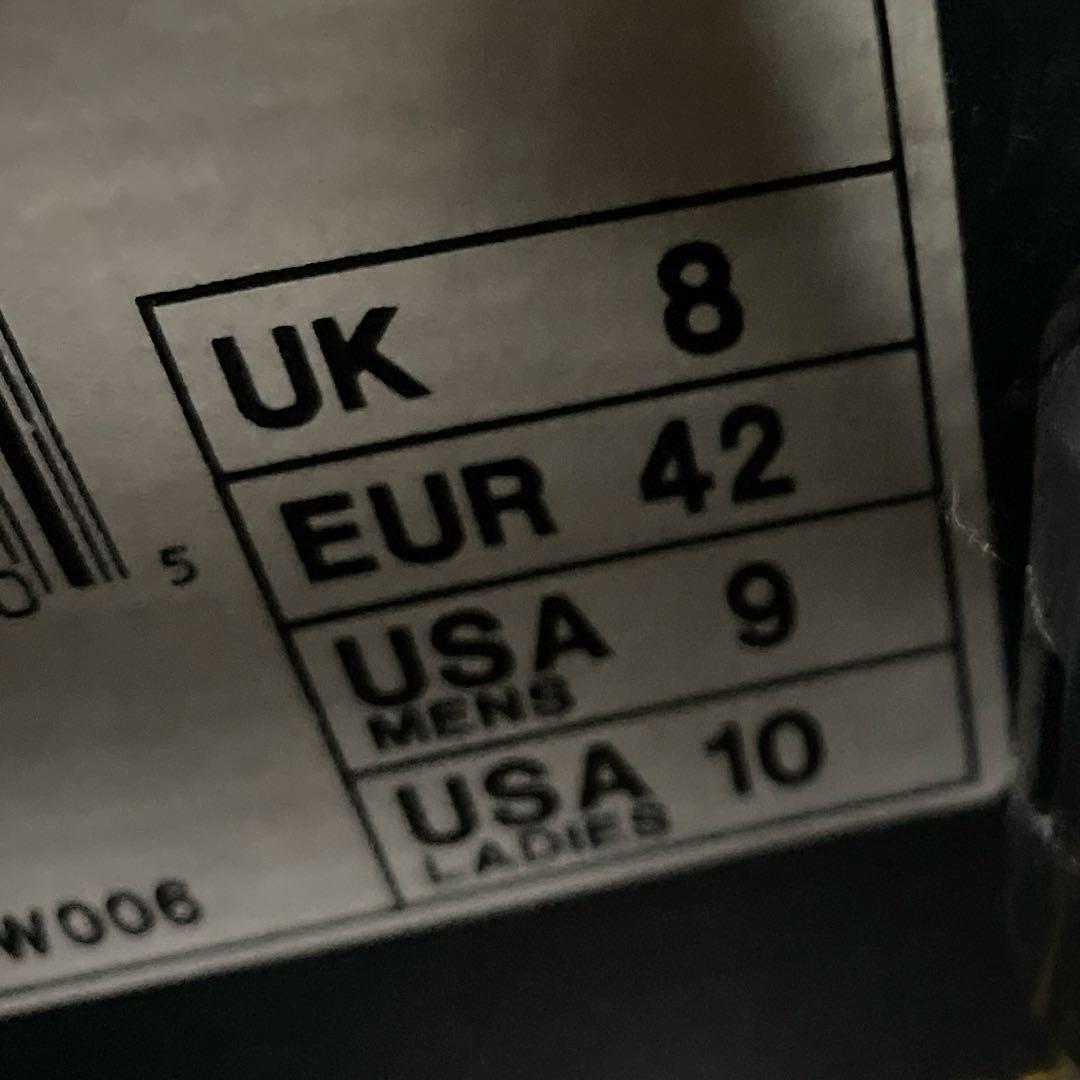 UK 8
EUR 42
USA 9
MENS
USA 10
LADIES
5
W006